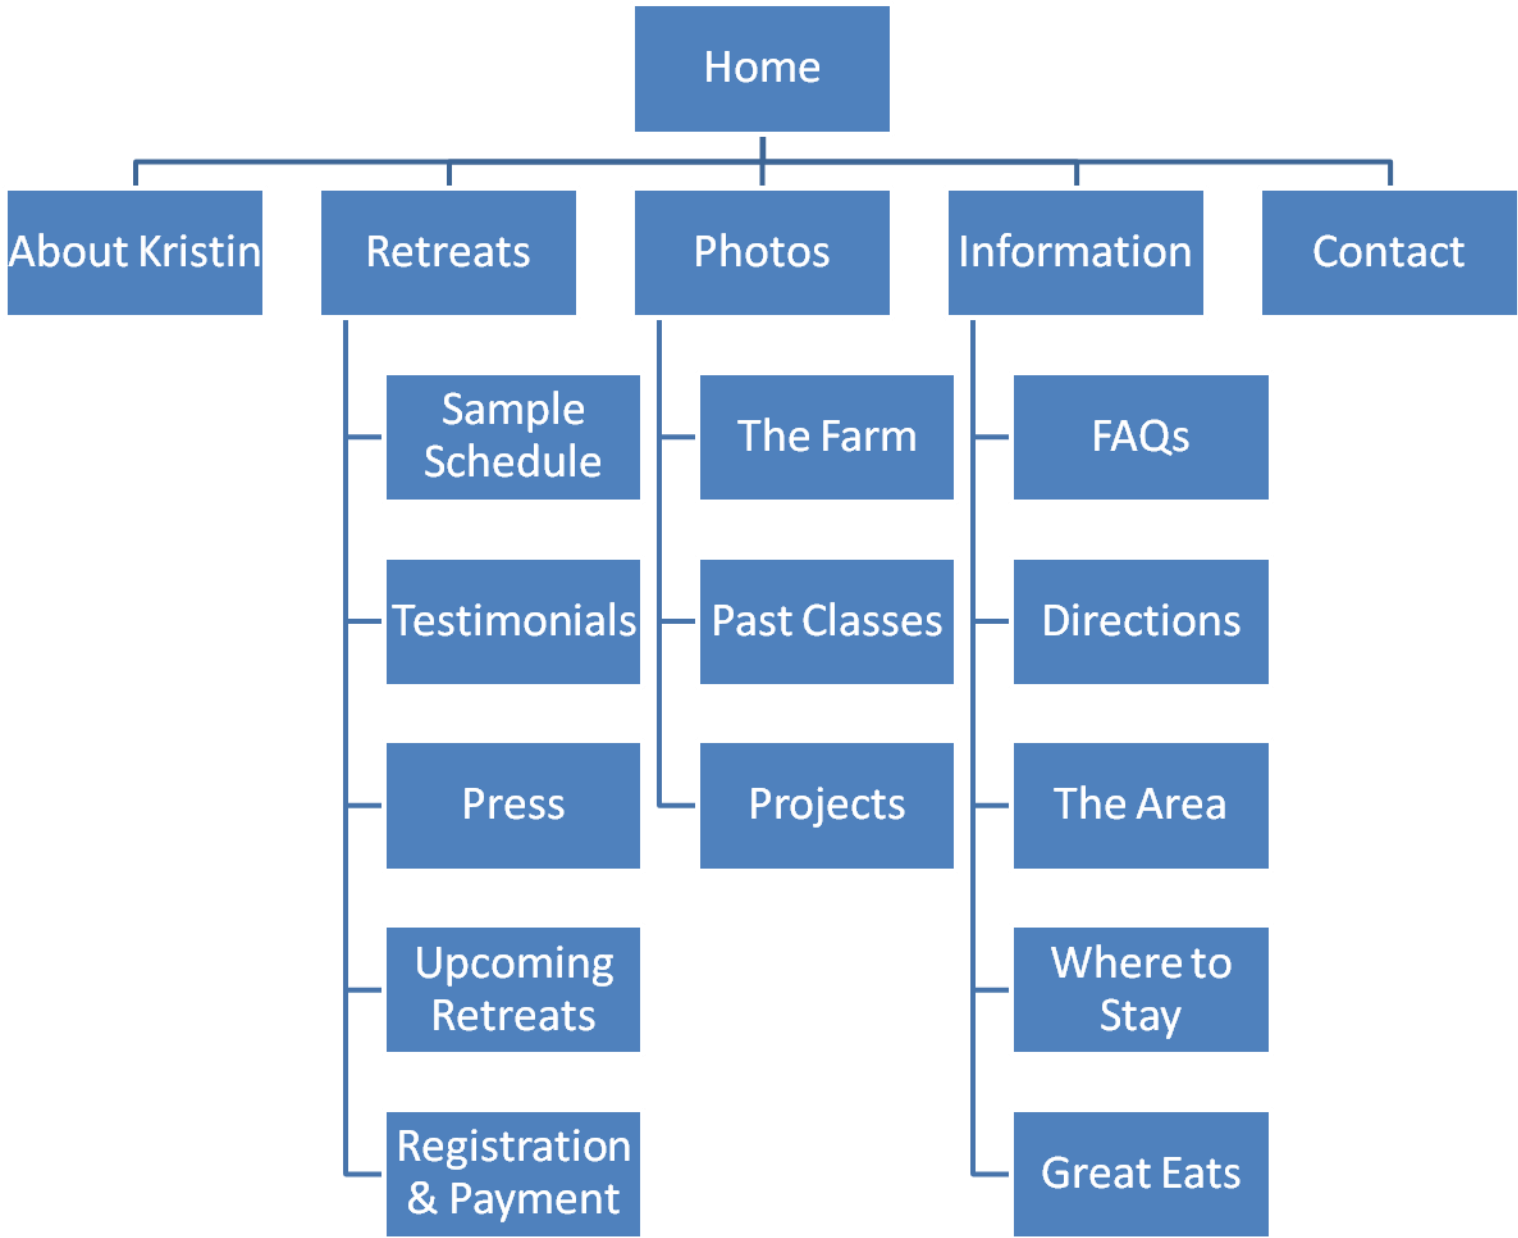 Home
About Kristin
Retreats
Photos
Information
Contact
Sample
Schedule
Testimonials
Press
Upcoming
Retreats
Registration
& Payment
The Farm
Past Classes
Projects
FAQs
Directions
The Area
Where to
Stay
Great Eats